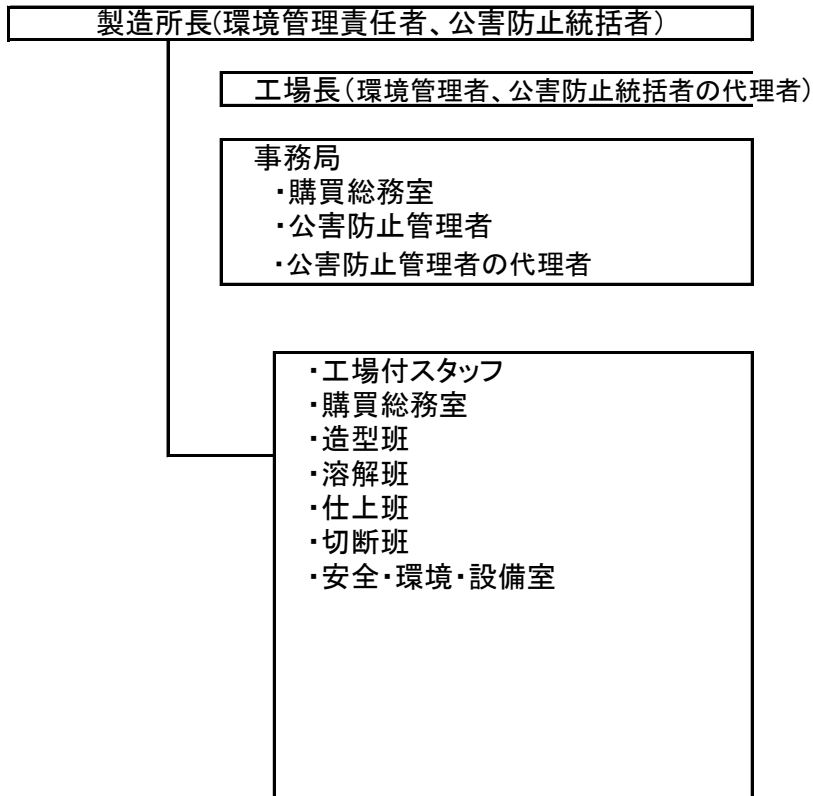 製造所長(環境管理責任者、公害防止統括者)
工場長(環境管理者、公害防止統括者の代理者)
事務局
・購買総務室
・公害防止管理者
・公害防止管理者の代理者
・工場付スタッフ
・購買総務室
・造型班
・溶解班
・仕上班
・切断班
・安全・環境・設備室